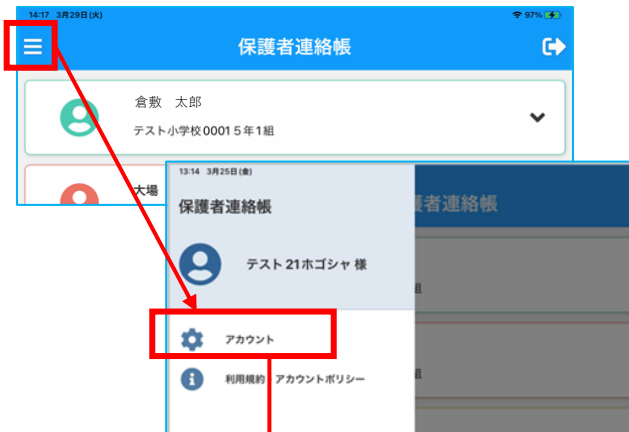 14:17 3月29日(火)
97%
保護者連絡帳
倉敷 太郎
テスト小学校0001 5年1組
大場
13:14 3月25日(金)
保護者連絡帳
護者連絡帳
テスト21ホゴシャ 様
組
アカウント
利用規約 アカウントポリシー
組